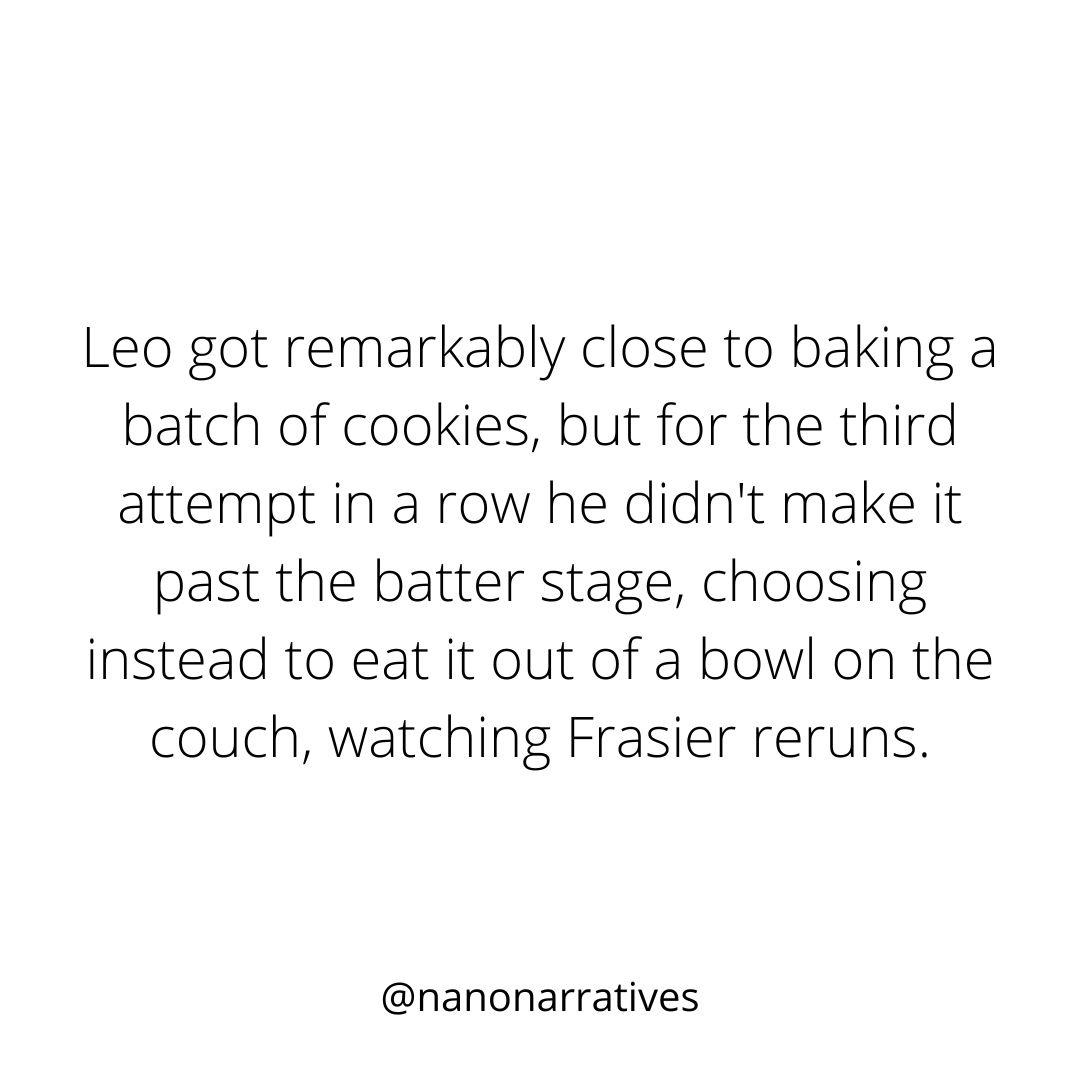 Leo got remarkably close to baking a
batch of cookies, but for the third
attempt in a row he didn't make it
past the batter stage, choosing
instead to eat it out of a bowl on the
couch, watching Frasier reruns.
@nanonarratives